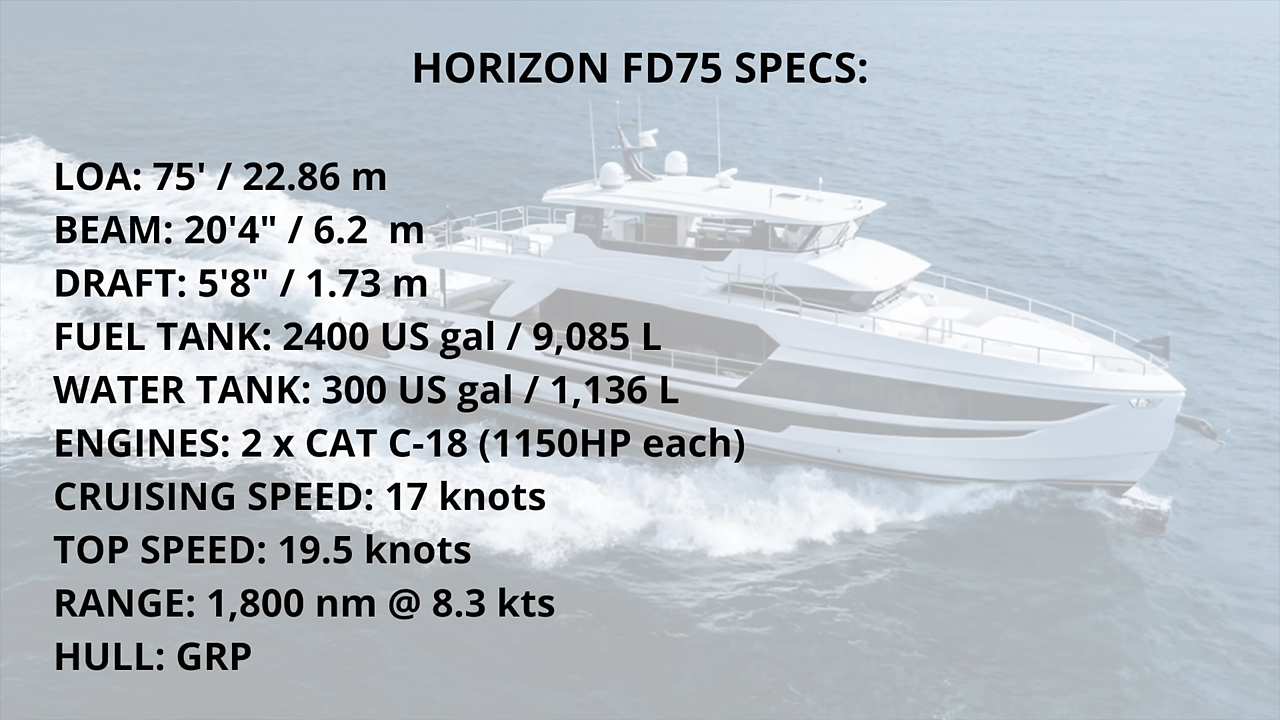 HORIZON FD75 SPECS:
LOA: 75' / 22.86 m
BEAM: 20'4" / 6.2  m
DRAFT: 5'8" / 1.73 m
FUEL TANK: 2400 US gal / 9,085 L
WATER TANK: 300 US gal / 1,136 L
ENGINES: 2 x CAT C-18 (1150HP each)
CRUISING SPEED: 17 knots
TOP SPEED: 19.5 knots
RANGE: 1,800 nm @ 8.3 kts
HULL: GRP